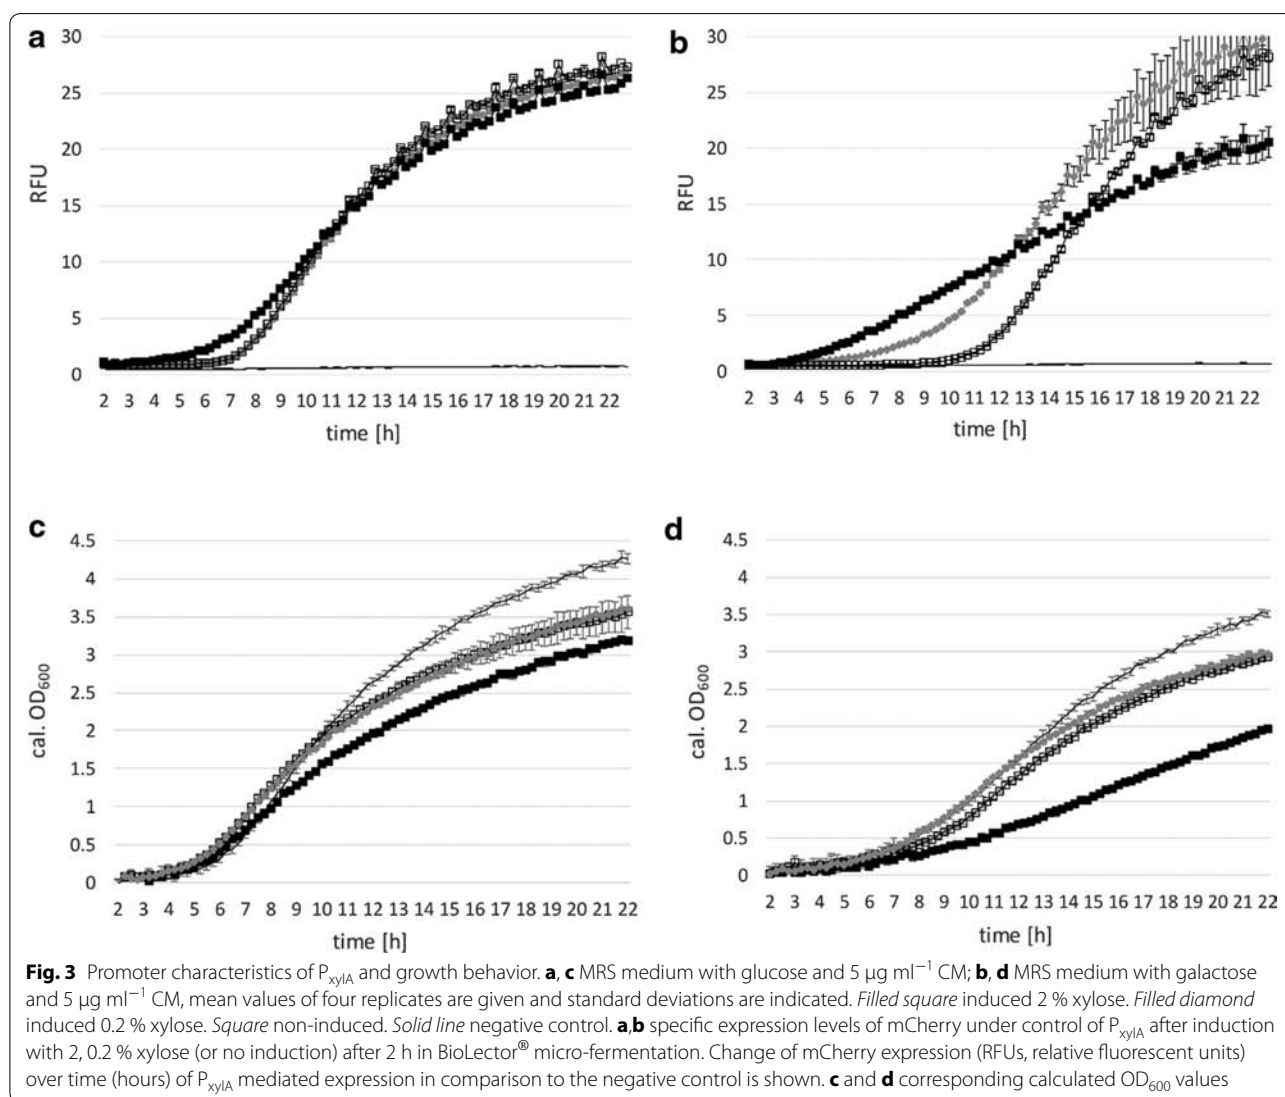 a
30
25
20
15
10
5
0
RFU
2 3 4 5 6 7 8 9 10 11 12 13 14 15 16 17 18 19 20 21 22
time [h]
b
30
25
20
15
10
5
0
RFU
2 3 4 5 6 7 8 9 10 11 12 13 14 15 16 17 18 19 20 21 22
time [h]
c
4.5
4
3.5
3
2.5
2
1.5
1
0.5
0
cal. OD600
2 3 4 5 6 7 8 9 10 11 12 13 14 15 16 17 18 19 20 21 22
time [h]
d
4.5
4
3.5
3
2.5
2
1.5
1
0.5
0
cal. OD600
2 3 4 5 6 7 8 9 10 11 12 13 14 15 16 17 18 19 20 21 22
time [h]
Fig. 3 Promoter characteristics of PxylA and growth behavior. a, c MRS medium with glucose and 5 µg ml−1 CM; b, d MRS medium with galactose
and 5 µg ml−1 CM, mean values of four replicates are given and standard deviations are indicated. Filled square induced 2 % xylose. Filled diamond
induced 0.2 % xylose. Square non-induced. Solid line negative control. a,b specific expression levels of mCherry under control of PxylA after induction
with 2, 0.2 % xylose (or no induction) after 2 h in BioLector® micro-fermentation. Change of mCherry expression (RFUs, relative fluorescent units)
over time (hours) of PxylA mediated expression in comparison to the negative control is shown. c and d corresponding calculated OD600 values